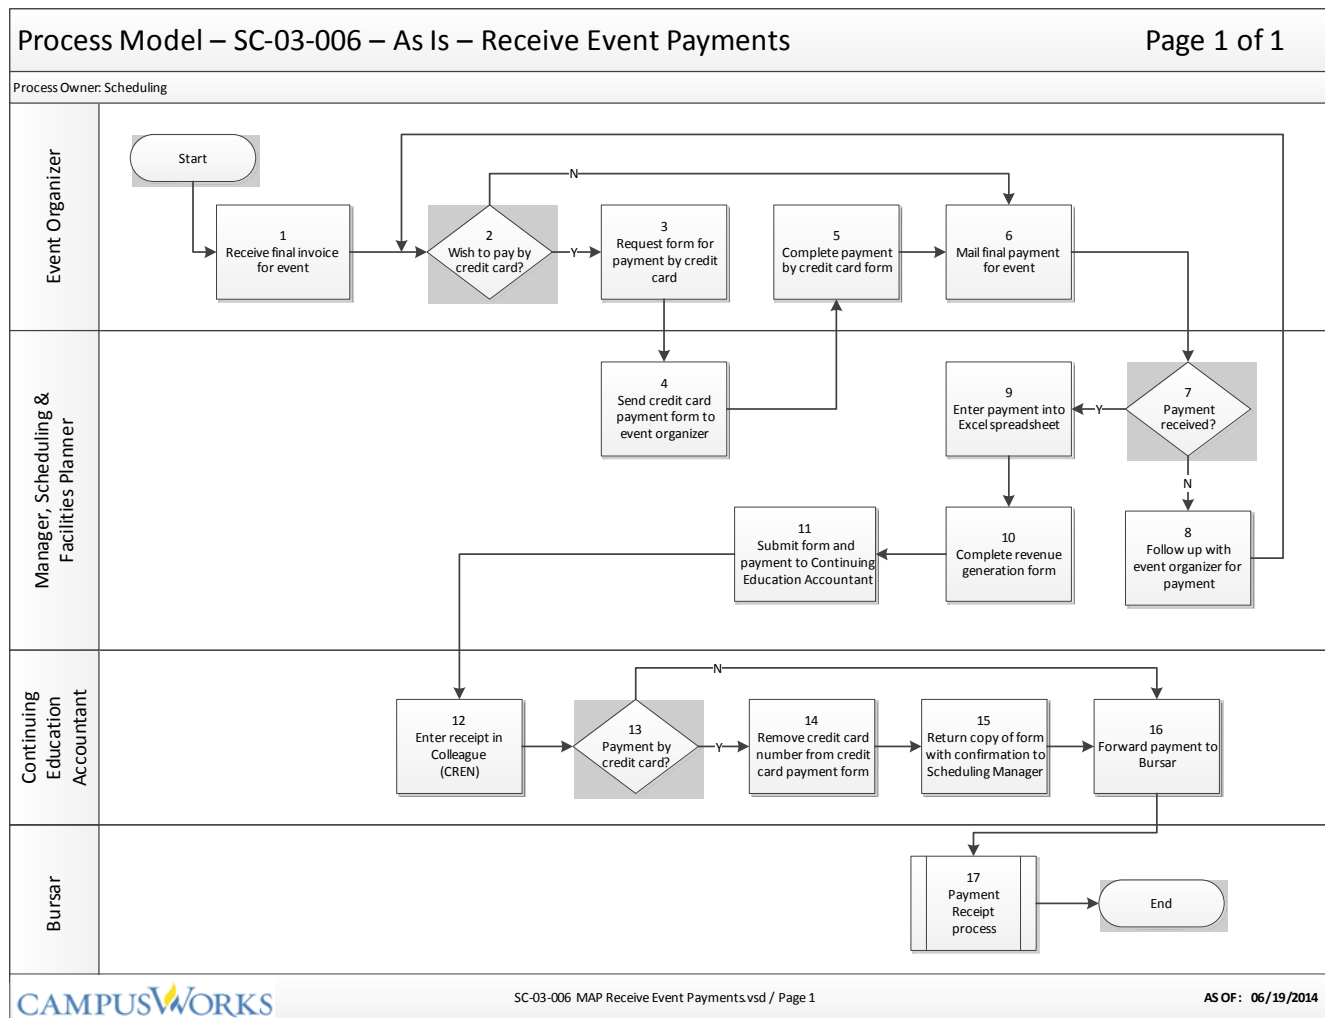 Process Model – SC-03-006 – As Is – Receive Event Payments
Page 1 of 1
Process Owner: Scheduling
Event Organizer
Start
1
Receive final invoice
for event
2
Wish to pay by
credit card?
N
Y
3
Request form for
payment by credit
card
5
Complete payment
by credit card form
6
Mail final payment
for event
Manager, Scheduling &
Facilities Planner
4
Send credit card
payment form to
event organizer
9
Enter payment into
Excel spreadsheet
Y
7
Payment
received?
N
11
Submit form and
payment to Continuing
Education Accountant
10
Complete revenue
generation form
8
Follow up with
event organizer for
payment
Continuing
Education
Accountant
12
Enter receipt in
Colleague
(CREN)
13
Payment by
credit card?
N
Y
14
Remove credit card
number from credit
card payment form
15
Return copy of form
with confirmation to
Scheduling Manager
16
Forward payment to
Bursar
Bursar
17
Payment
Receipt
process
End
CAMPUSWORKS
SC-03-006 MAP Receive Event Payments.vsd / Page 1
AS OF: 06/19/2014